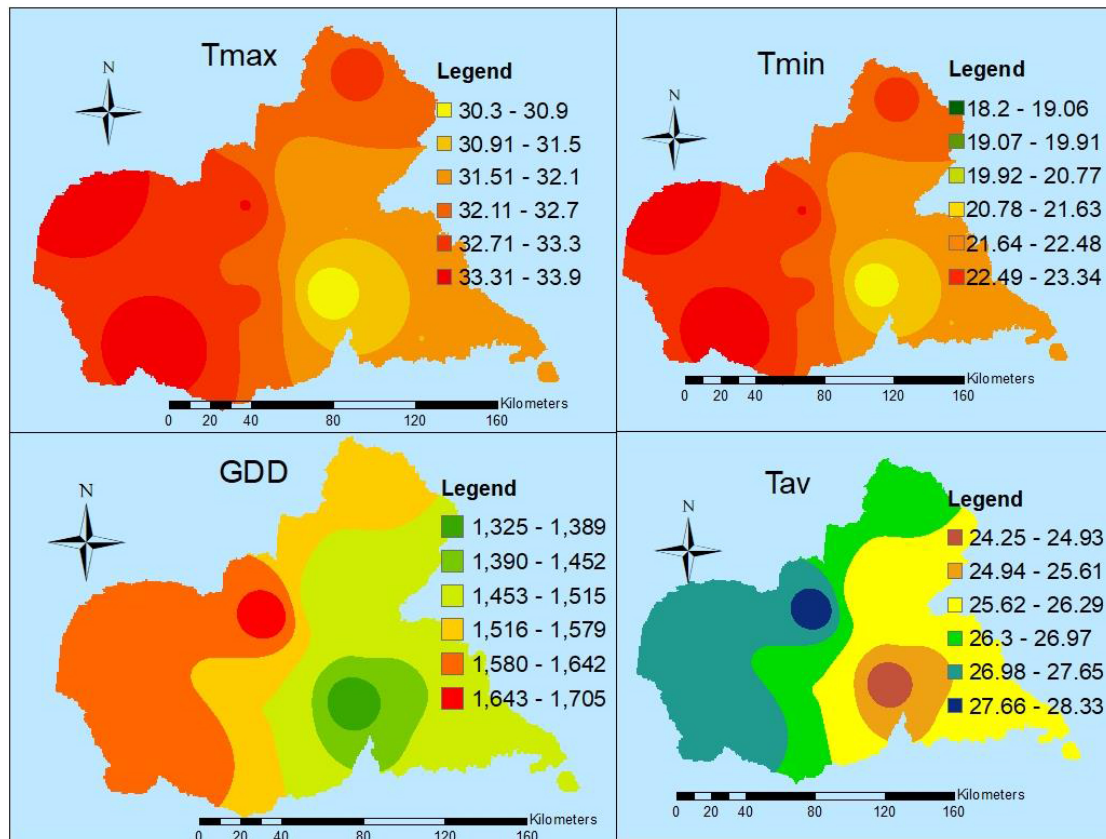 Tmax
N
Legend
30.3 - 30.9
30.91 - 31.5
31.51 - 32.1
32.11 - 32.7
32.71 - 33.3
33.31 - 33.9
Kilometers
0 20 40 80 120 160
Tmin
N
Legend
18.2 - 19.06
19.07 - 19.91
19.92 - 20.77
20.78 - 21.63
21.64 - 22.48
22.49 - 23.34
Kilometers
0 20 40 80 120 160
GDD
N
Legend
1,325 - 1,389
1,390 - 1,452
1,453 - 1,515
1,516 - 1,579
1,580 - 1,642
1,643 - 1,705
Kilometers
0 20 40 80 120 160
Tav
N
Legend
24.25 - 24.93
24.94 - 25.61
25.62 - 26.29
26.3 - 26.97
26.98 - 27.65
27.66 - 28.33
Kilometers
0 20 40 80 120 160